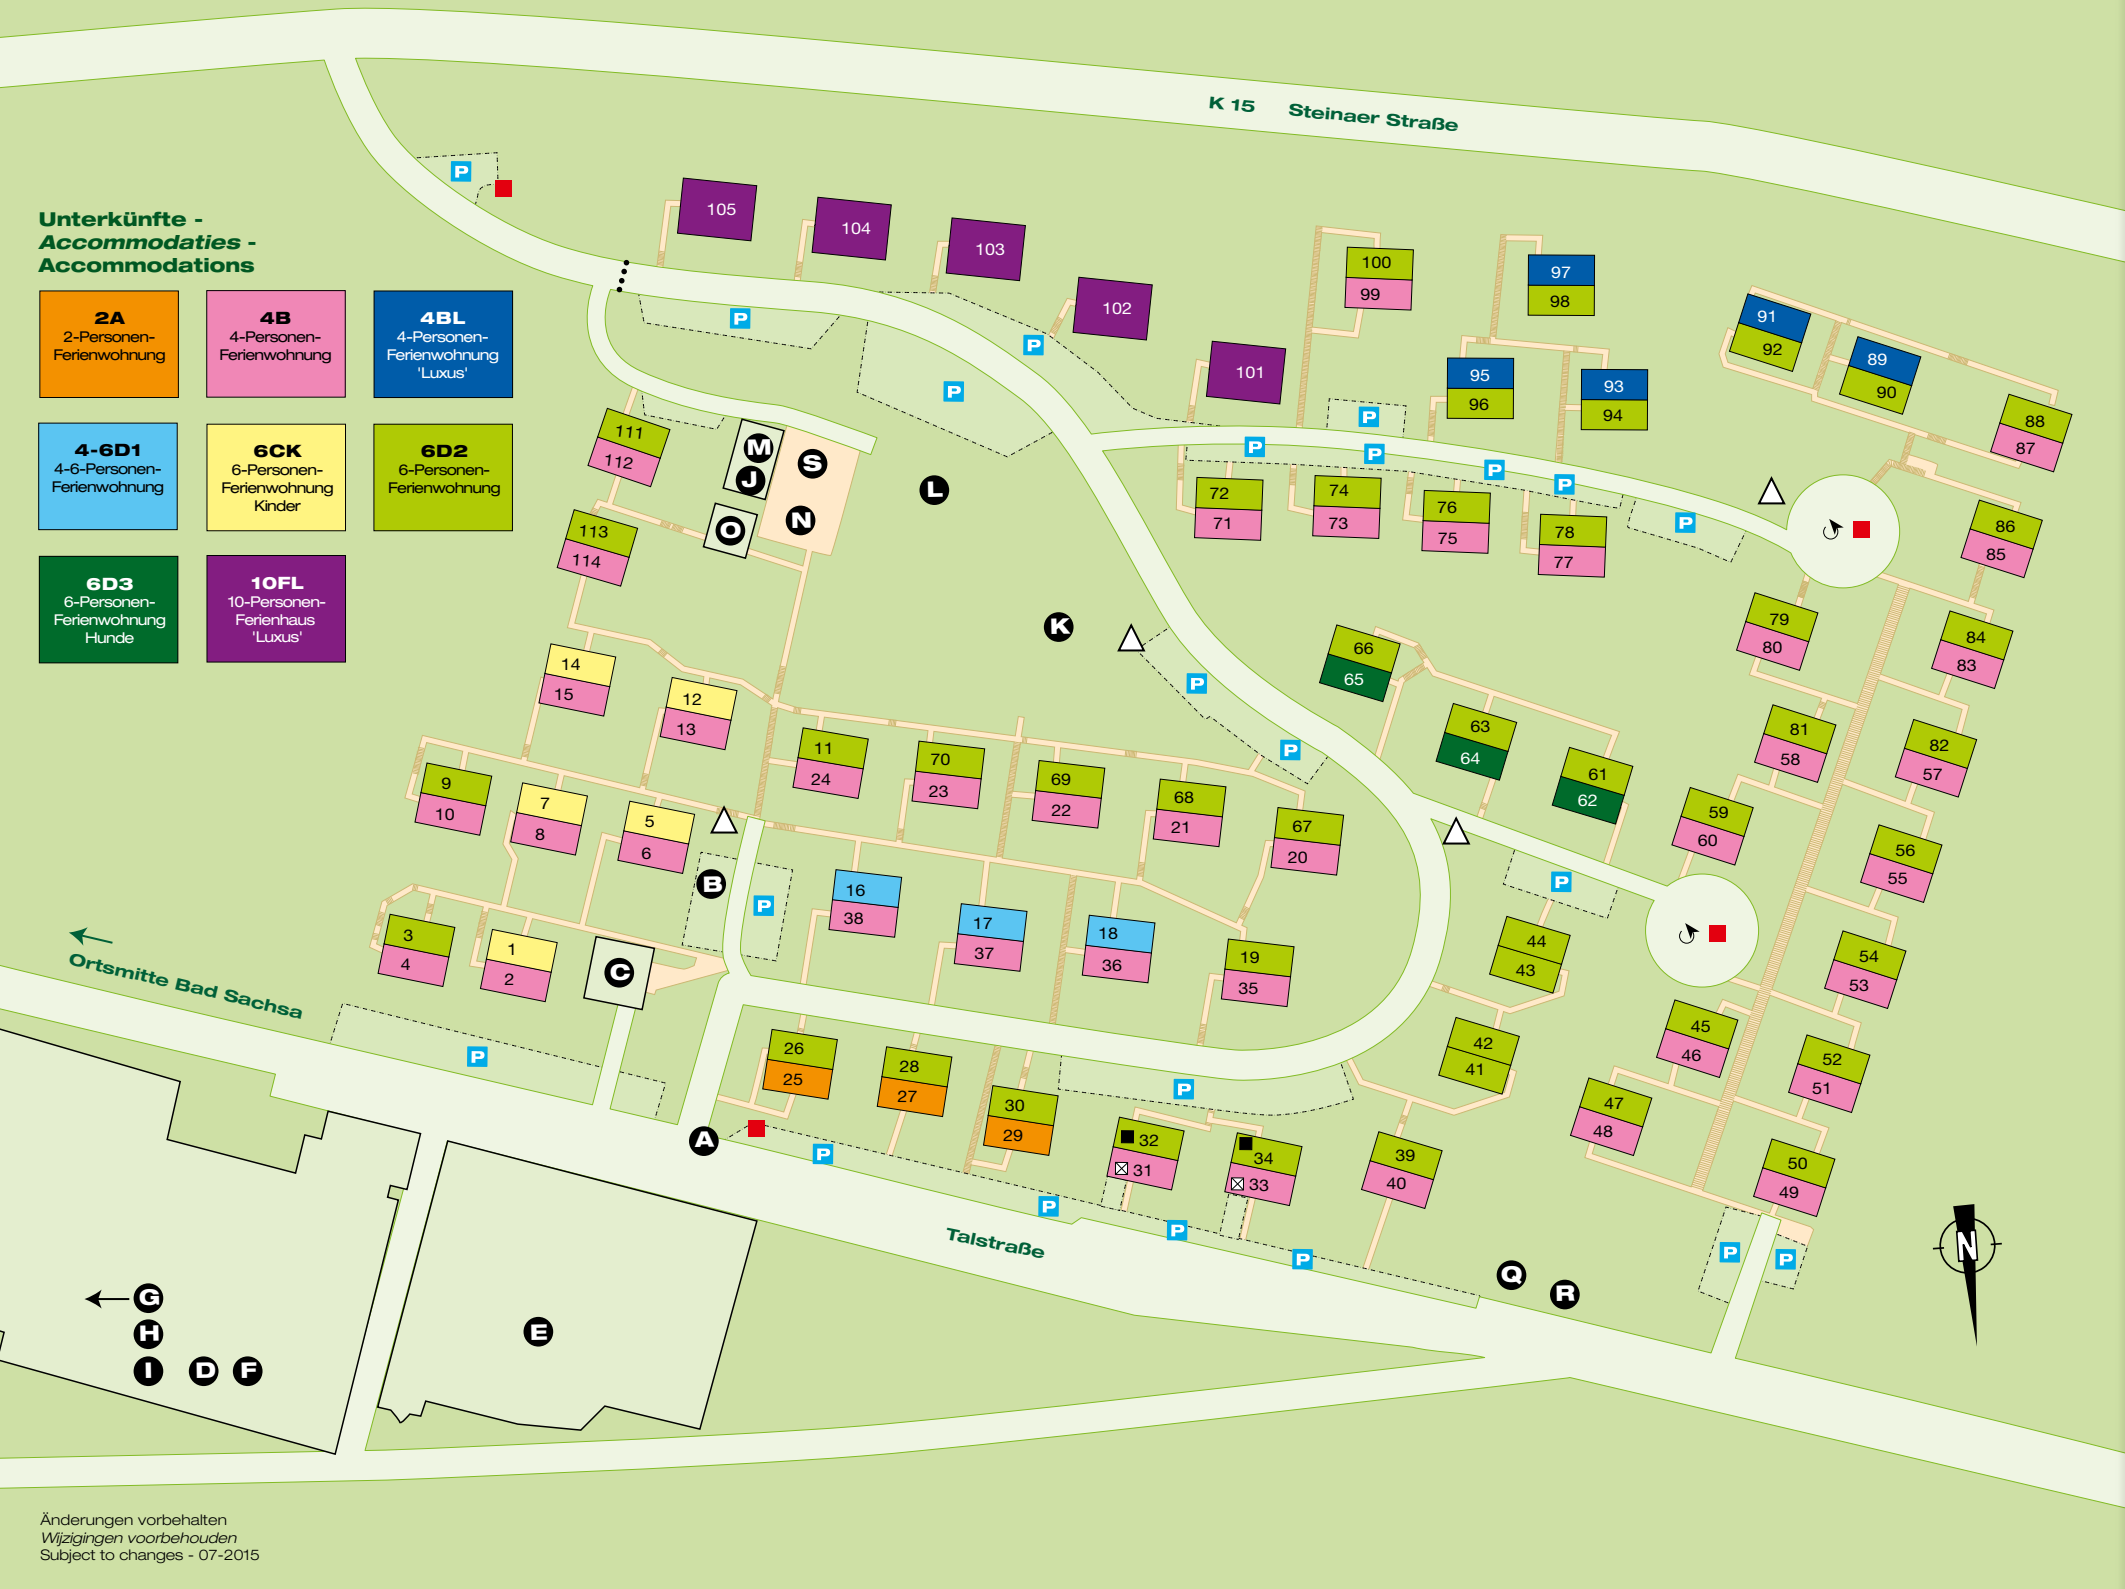 K 15 Steinaer Straße
Unterkünfte -
Accommodaties -
Accommodations
2A
2-Personen-
Ferienwohnung
4B
4-Personen-
Ferienwohnung
4BL
4-Personen-
Ferienwohnung
'Luxus'
4-6D1
4-6-Personen-
Ferienwohnung
6CK
6-Personen-
Ferienwohnung
Kinder
6D2
6-Personen-
Ferienwohnung
6D3
6-Personen-
Ferienwohnung
Hunde
10FL
10-Personen-
Ferienhaus
'Luxus'
P
105
104
103
102
101
P
P
P
100
99
97
98
95
96
93
94
91
92
89
90
88
87
P
P
P
P
P
P
111
112
113
114
M
J
O
S
N
L
K
72
71
74
73
76
75
78
77
86
85
79
80
84
83
81
58
82
57
59
60
56
55
54
53
66
65
63
64
61
62
P
P
14
15
12
13
11
24
70
23
69
22
68
21
67
20
9
10
7
8
5
6
B
P
16
38
17
37
18
36
19
35
3
4
1
2
C
P
44
43
42
41
45
46
47
48
52
51
50
49
Ortsmitte Bad Sachsa
P
26
25
28
27
30
29
P
32
31
34
33
39
40
A
P
P
P
P
Talstraße
Q
R
P
P
N
G
H
I
D
F
E
Änderungen vorbehalten
Wijzigingen voorbehouden
Subject to changes - 07-2015